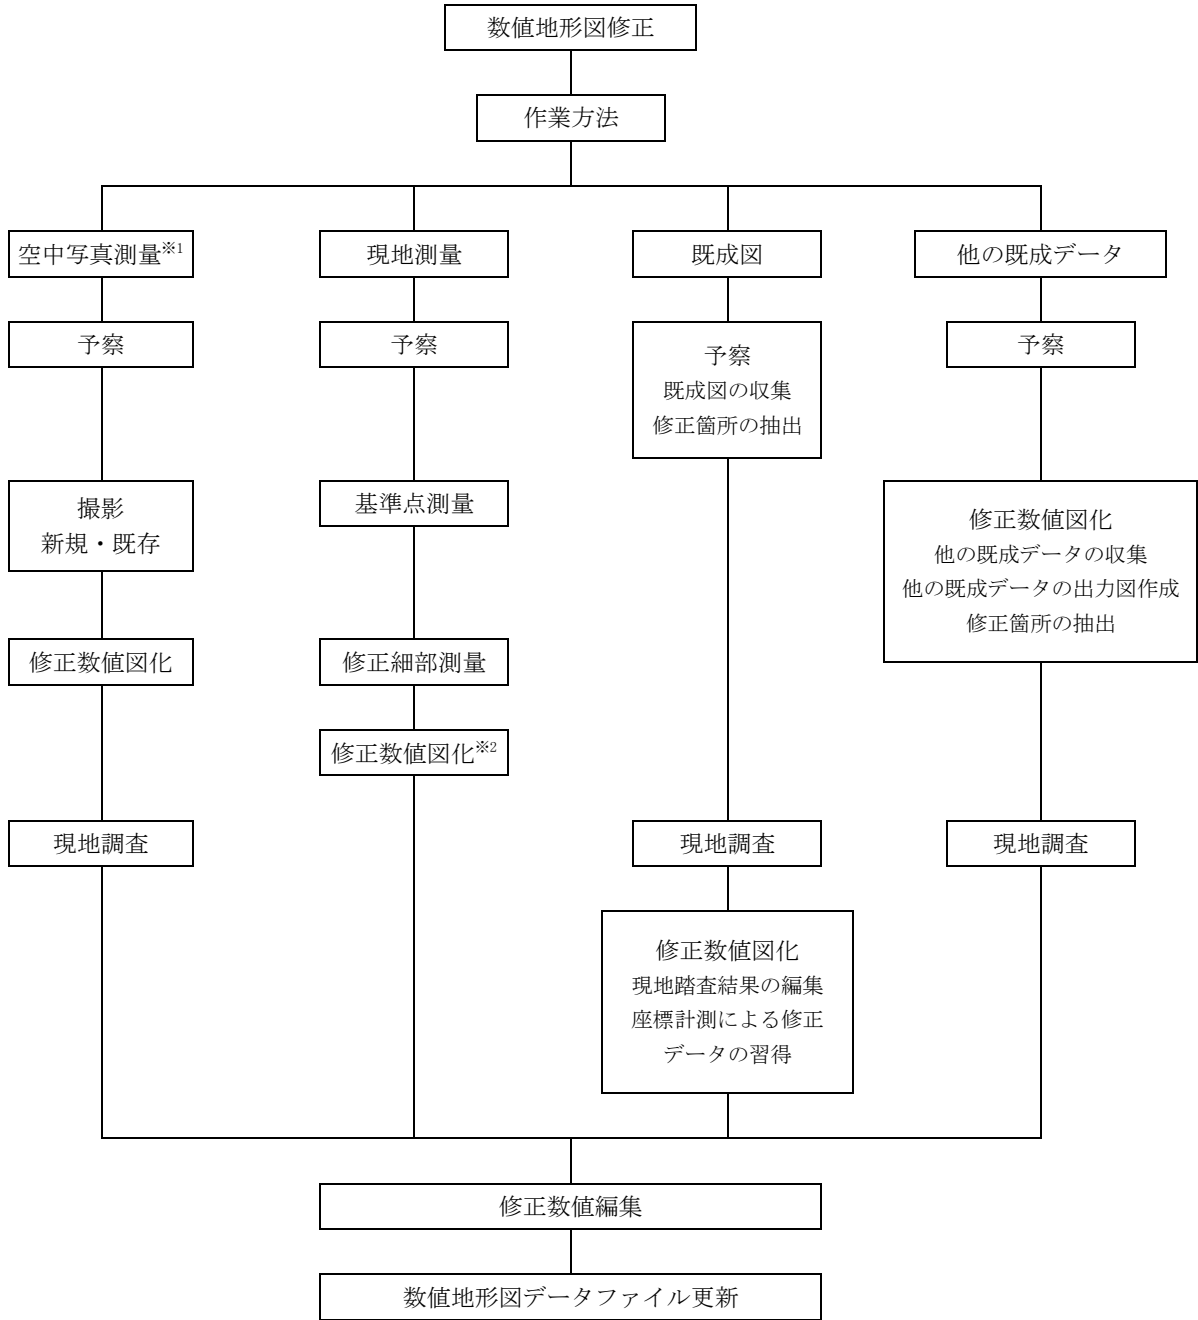 数値地形図修正
作業方法
空中写真測量※1
予察
撮影
新規・既存
修正数値図化
現地調査
現地測量
予察
基準点測量
修正細部測量
修正数値図化※2
既成図
予察
既成図の収集
修正箇所の抽出
現地調査
修正数値図化
現地踏査結果の編集
座標計測による修正
データの習得
他の既成データ
予察
修正数値図化
他の既成データの収集
他の既成データの出力図作成
修正箇所の抽出
現地調査
修正数値編集
数値地形図データファイル更新